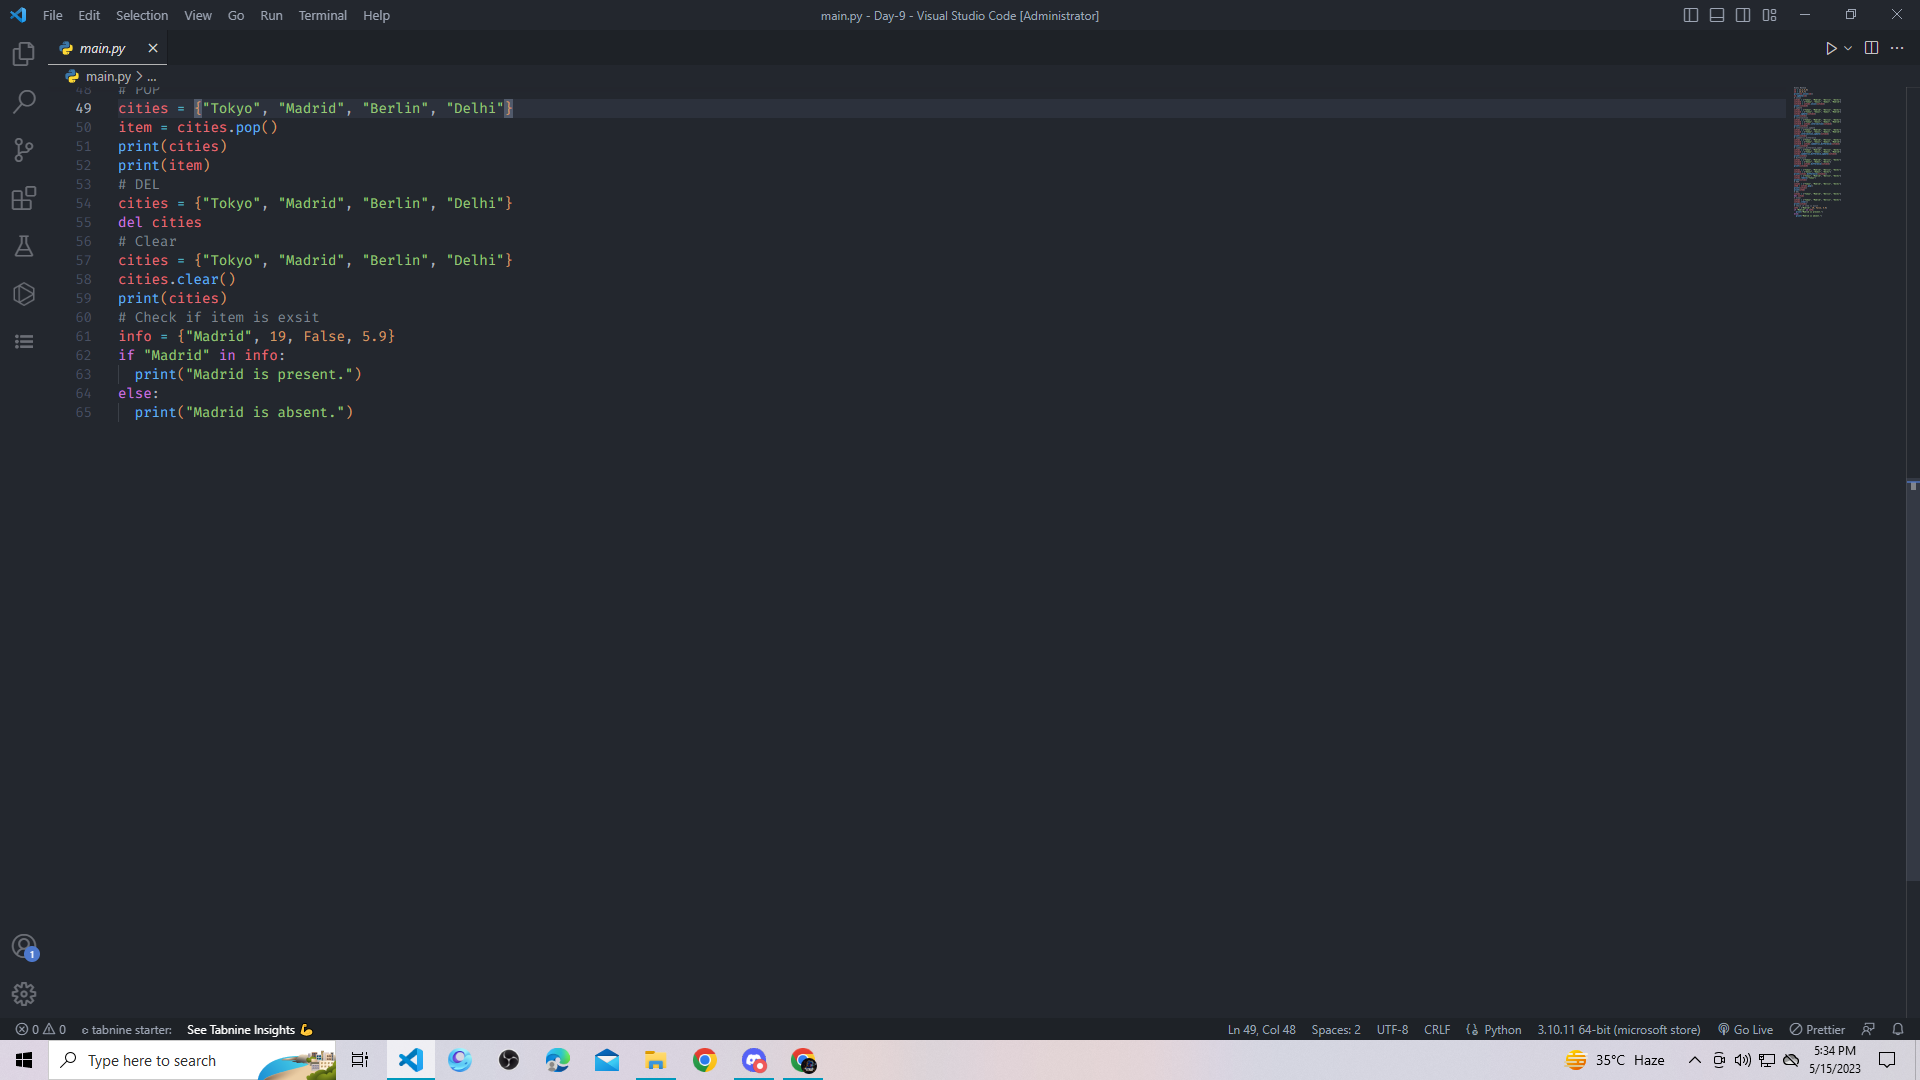 File Edit Selection View Go Run Terminal Help
main.py - Day-9 - Visual Studio Code [Administrator]
main.py
main.py > ...
48 # POP
49 cities = {"Tokyo", "Madrid", "Berlin", "Delhi"}
50 item = cities.pop()
51 print(cities)
52 print(item)
53 # DEL
54 cities = {"Tokyo", "Madrid", "Berlin", "Delhi"}
55 del cities
56 # Clear
57 cities = {"Tokyo", "Madrid", "Berlin", "Delhi"}
58 cities.clear()
59 print(cities)
60 # Check if item is exsit
61 info = {"Madrid", 19, False, 5.9}
62 if "Madrid" in info:
63 print("Madrid is present.")
64 else:
65 print("Madrid is absent.")
1
0 0 tabnine starter: See Tabnine Insights Ln 49, Col 48 Spaces: 2 UTF-8 CRLF Python 3.10.11 64-bit (microsoft store) Go Live Prettier
Type here to search
35°C Haze
5:34 PM
5/15/2023